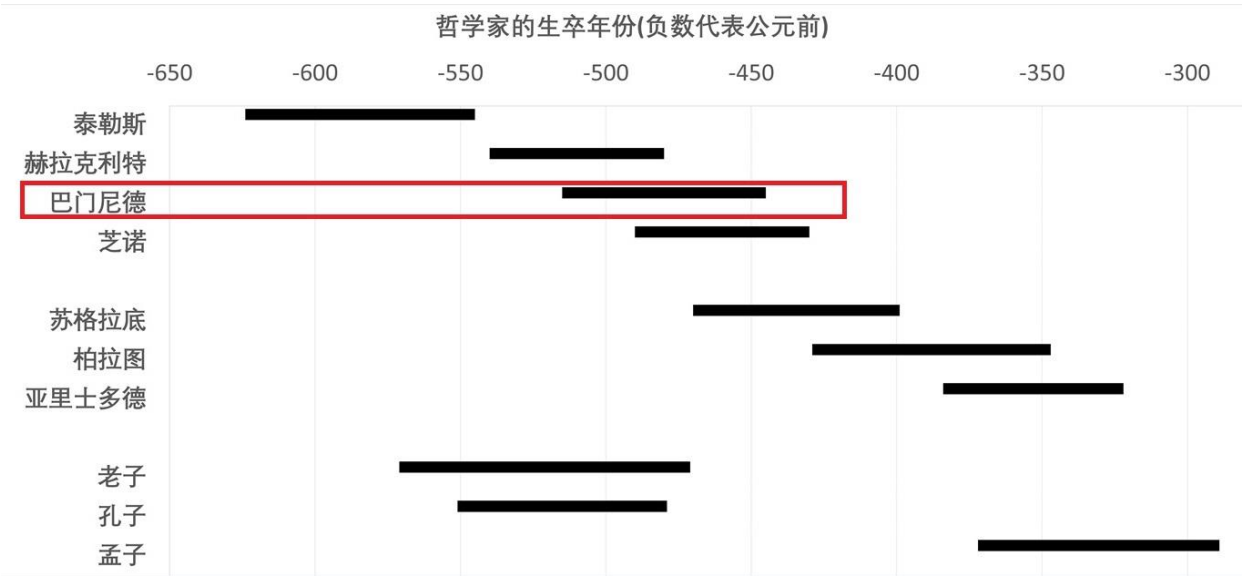 哲学家的生卒年份(负数代表公元前)
-650 -600 -550 -500 -450 -400 -350 -300
泰勒斯
赫拉克利特
巴门尼德
芝诺
苏格拉底
柏拉图
亚里士多德
老子
孔子
孟子